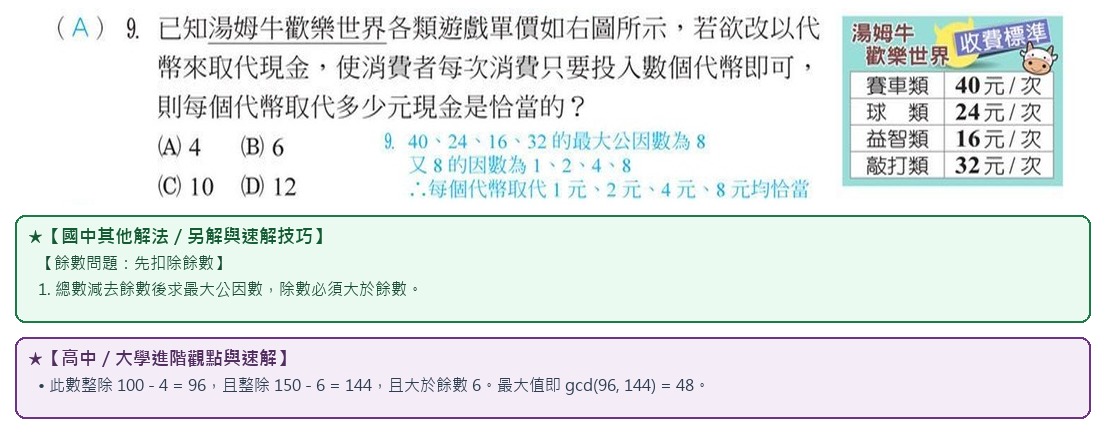 （A）9. 已知湯姆牛歡樂世界各類遊戲單價如右圖所示，若欲改以代
幣來取代現金，使消費者每次消費只要投入數個代幣即可，
則每個代幣取代多少元現金是恰當的？
(A) 4 (B) 6
(C) 10 (D) 12
9. 40、24、16、32 的最大公因數為 8
又 8 的因數為 1、2、4、8
∴每個代幣取代 1 元、2 元、4 元、8 元均恰當
湯姆牛
歡樂世界
收費標準
賽車類 40 元/次
球 類 24 元/次
益智類 16 元/次
敲打類 32 元/次
★【國中其他解法 / 另解與速解技巧】
【餘數問題：先扣除餘數】
1. 總數減去餘數後求最大公因數，除數必須大於餘數。
★【高中 / 大學進階觀點與速解】
• 此數整除 100 - 4 = 96，且整除 150 - 6 = 144，且大於餘數 6。最大值即 gcd(96, 144) = 48。